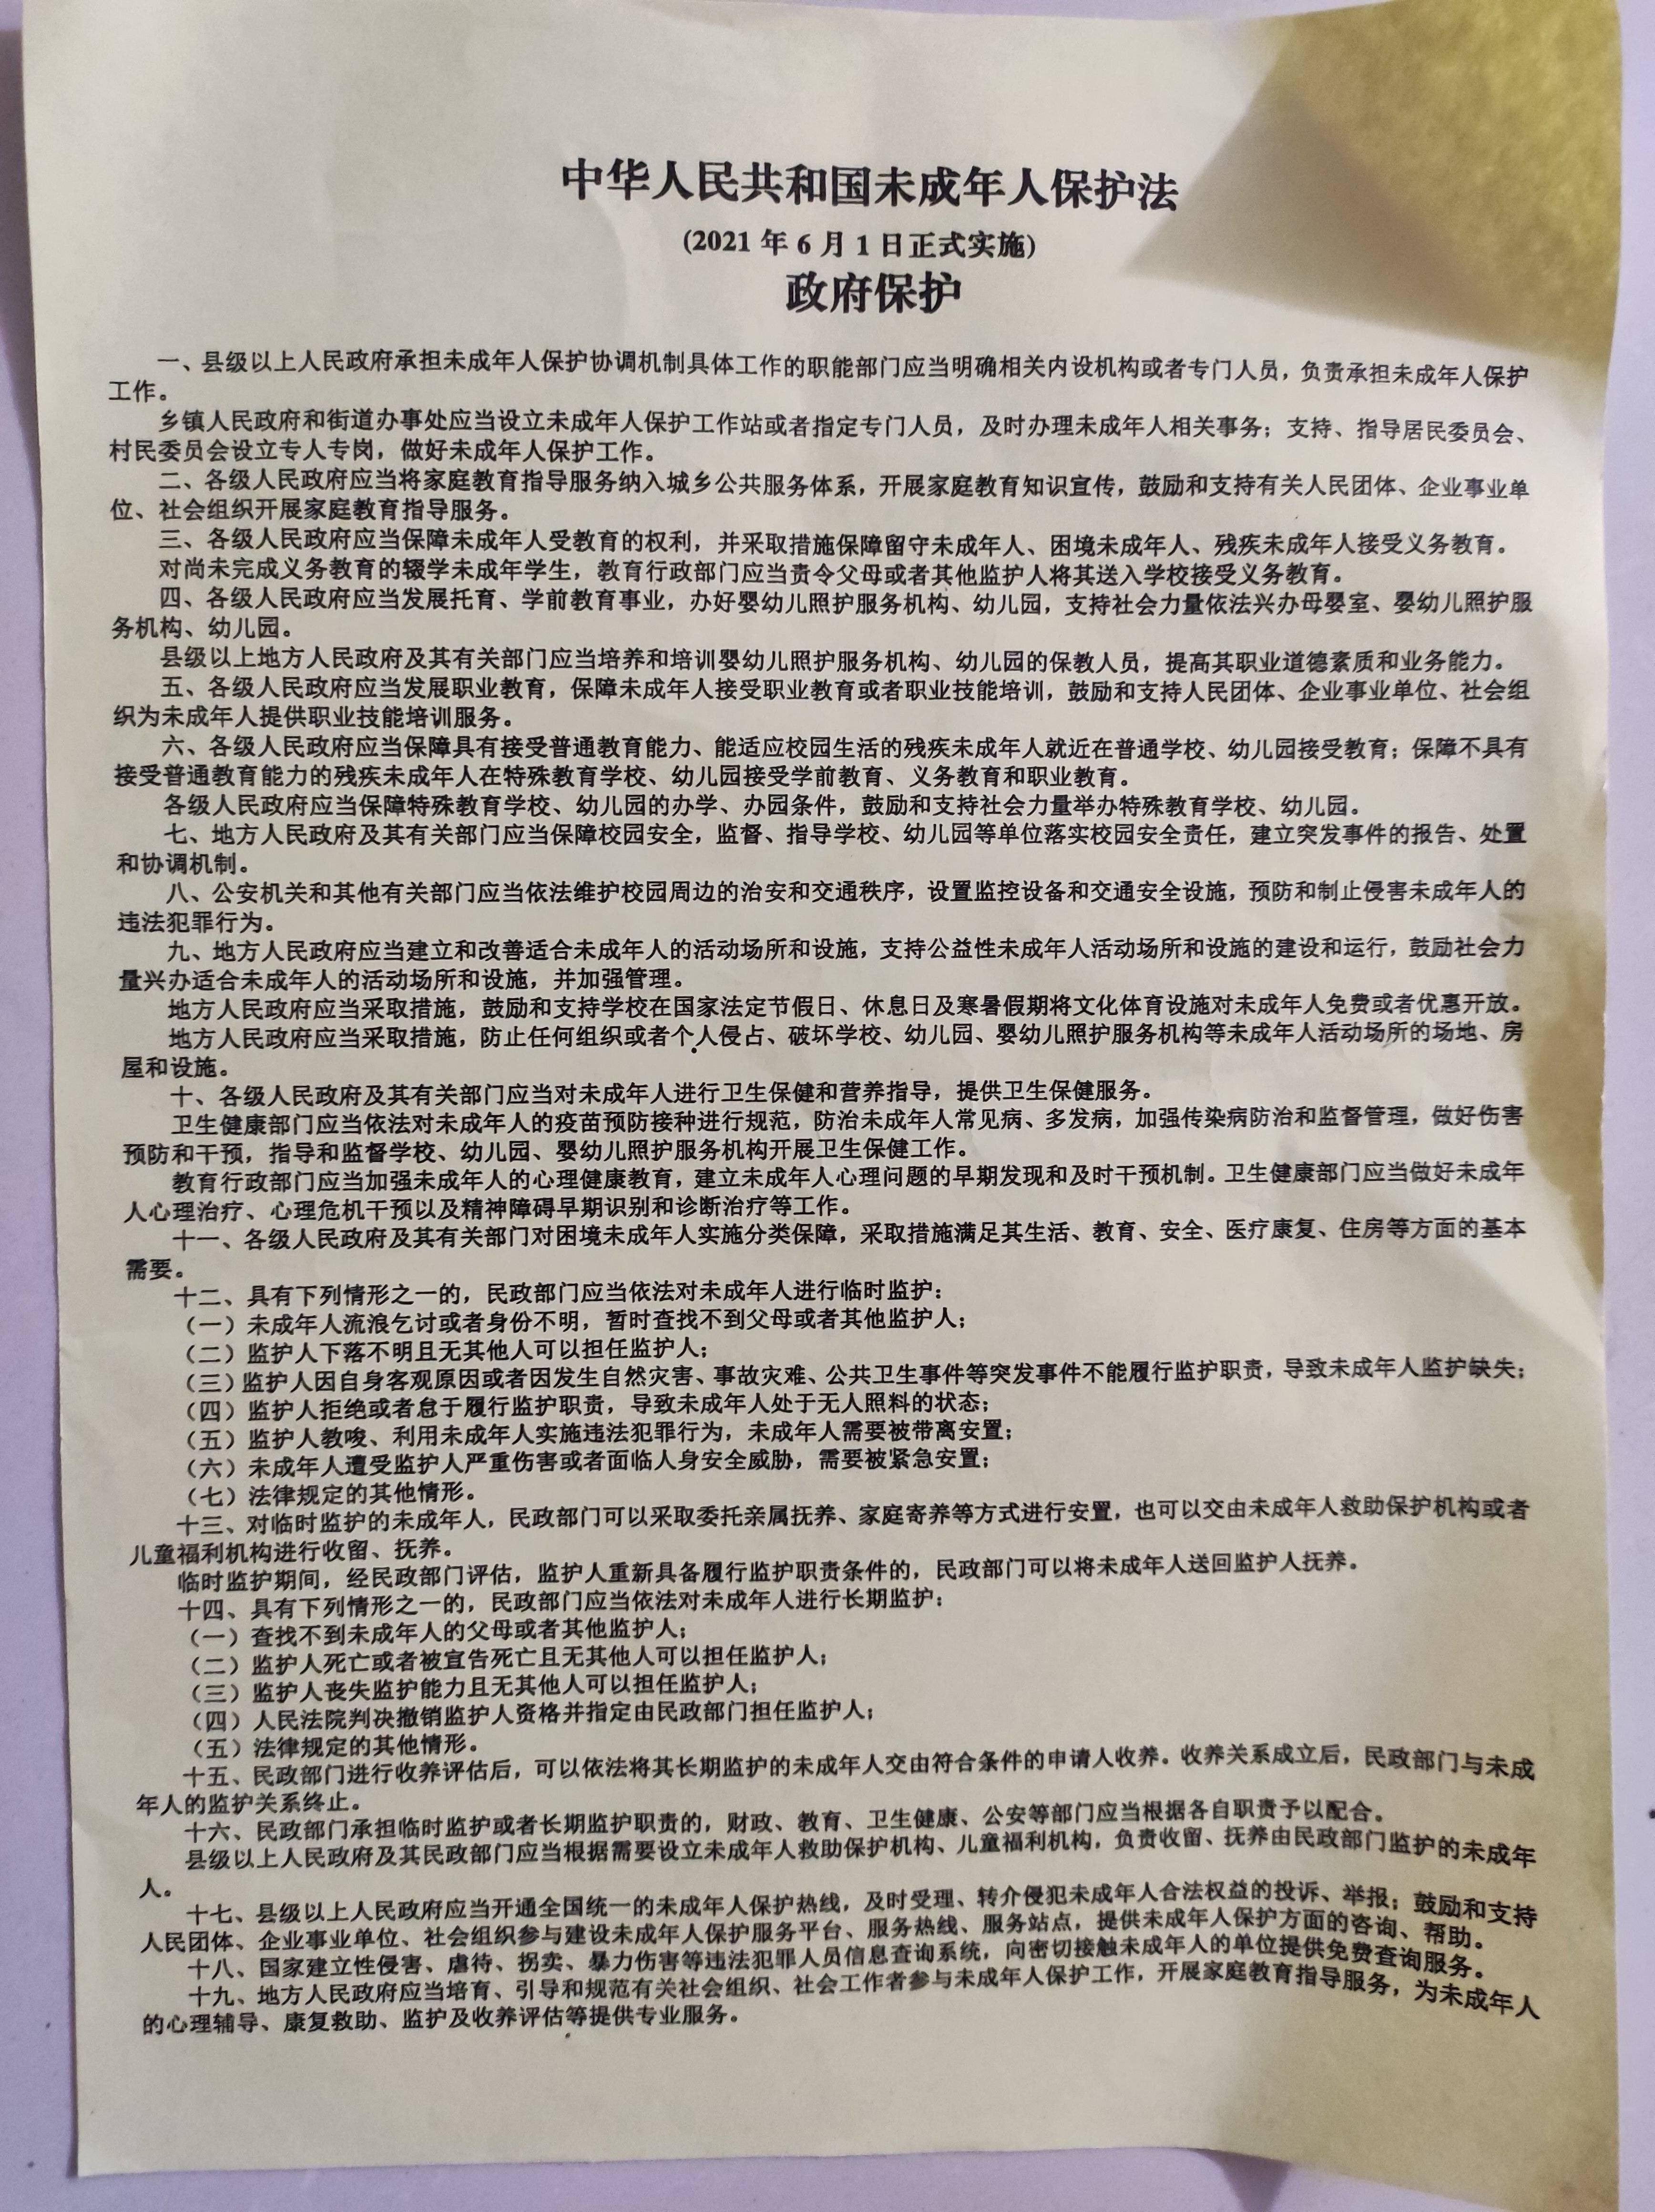 中华人民共和国未成年人保护法
(2021 年 6 月 1 日正式实施)
政府保护
一、县级以上人民政府承担未成年人保护协调机制具体工作的职能部门应当明确相关内设机构或者专门人员，负责承担未成年人保护
工作。
乡镇人民政府和街道办事处应当设立未成年人保护工作站或者指定专门人员，及时办理未成年人相关事务；支持、指导居民委员会、
村民委员会设立专人专岗，做好未成年人保护工作。
二、各级人民政府应当将家庭教育指导服务纳入城乡公共服务体系，开展家庭教育知识宣传，鼓励和支持有关人民团体、企业事业单
位、社会组织开展家庭教育指导服务。
三、各级人民政府应当保障未成年人受教育的权利，并采取措施保障留守未成年人、困境未成年人、残疾未成年人接受义务教育。
对尚未完成义务教育的辍学未成年学生，教育行政部门应当责令父母或者其他监护人将其送入学校接受义务教育。
四、各级人民政府应当发展托育、学前教育事业，办好婴幼儿照护服务机构、幼儿园，支持社会力量依法兴办母婴室、婴幼儿照护服
务机构、幼儿园。
县级以上地方人民政府及其有关部门应当培养和培训婴幼儿照护服务机构、幼儿园的保教人员，提高其职业道德素质和业务能力。
五、各级人民政府应当发展职业教育，保障未成年人接受职业教育或者职业技能培训，鼓励和支持人民团体、企业事业单位、社会组
织为未成年人提供职业技能培训服务。
六、各级人民政府应当保障具有接受普通教育能力、能适应校园生活的残疾未成年人就近在普通学校、幼儿园接受教育；保障不具有
接受普通教育能力的残疾未成年人在特殊教育学校、幼儿园接受学前教育、义务教育和职业教育。
各级人民政府应当保障特殊教育学校、幼儿园的办学、办园条件，鼓励和支持社会力量举办特殊教育学校、幼儿园。
七、地方人民政府及其有关部门应当保障校园安全，监督、指导学校、幼儿园等单位落实校园安全责任，建立突发事件的报告、处置
和协调机制。
八、公安机关和其他有关部门应当依法维护校园周边的治安和交通秩序，设置监控设备和交通安全设施，预防和制止侵害未成年人的
违法犯罪行为。
九、地方人民政府应当建立和改善适合未成年人的活动场所和设施，支持公益性未成年人活动场所和设施的建设和运行，鼓励社会力
量兴办适合未成年人的活动场所和设施，并加强管理。
地方人民政府应当采取措施，鼓励和支持学校在国家法定节假日、休息日及寒暑假期将文化体育设施对未成年人免费或者优惠开放。
地方人民政府应当采取措施，防止任何组织或者个人侵占、破坏学校、幼儿园、婴幼儿照护服务机构等未成年人活动场所的场地、房
屋和设施。
十、各级人民政府及其有关部门应当对未成年人进行卫生保健和营养指导，提供卫生保健服务。
卫生健康部门应当依法对未成年人的疫苗预防接种进行规范，防治未成年人常见病、多发病，加强传染病防治和监督管理，做好伤害
预防和干预，指导和监督学校、幼儿园、婴幼儿照护服务机构开展卫生保健工作。
教育行政部门应当加强未成年人的心理健康教育，建立未成年人心理问题的早期发现和及时干预机制。卫生健康部门应当做好未成年
人心理治疗、心理危机干预以及精神障碍早期识别和诊断治疗等工作。
十一、各级人民政府及其有关部门对困境未成年人实施分类保障，采取措施满足其生活、教育、安全、医疗康复、住房等方面的基本
需要。
十二、具有下列情形之一的，民政部门应当依法对未成年人进行临时监护：
（一）未成年人流浪乞讨或者身份不明，暂时查找不到父母或者其他监护人；
（二）监护人下落不明且无其他人可以担任监护人；
（三）监护人因自身客观原因或者因发生自然灾害、事故灾难、公共卫生事件等突发事件不能履行监护职责，导致未成年人监护缺失；
（四）监护人拒绝或者怠于履行监护职责，导致未成年人处于无人照料的状态；
（五）监护人教唆、利用未成年人实施违法犯罪行为，未成年人需要被带离安置；
（六）未成年人遭受监护人严重伤害或者面临人身安全威胁，需要被紧急安置；
（七）法律规定的其他情形。
十三、对临时监护的未成年人，民政部门可以采取委托亲属抚养、家庭寄养等方式进行安置，也可以交由未成年人救助保护机构或者
儿童福利机构进行收留、抚养。
临时监护期间，经民政部门评估，监护人重新具备履行监护职责条件的，民政部门可以将未成年人送回监护人抚养。
十四、具有下列情形之一的，民政部门应当依法对未成年人进行长期监护：
（一）查找不到未成年人的父母或者其他监护人；
（二）监护人死亡或者被宣告死亡且无其他人可以担任监护人；
（三）监护人丧失监护能力且无其他人可以担任监护人；
（四）人民法院判决撤销监护人资格并指定由民政部门担任监护人；
（五）法律规定的其他情形。
十五、民政部门进行收养评估后，可以依法将其长期监护的未成年人交由符合条件的申请人收养。收养关系成立后，民政部门与未成
年人的监护关系终止。
十六、民政部门承担临时监护或者长期监护职责的，财政、教育、卫生健康、公安等部门应当根据各自职责予以配合。
县级以上人民政府及其民政部门应当根据需要设立未成年人救助保护机构、儿童福利机构，负责收留、抚养由民政部门监护的未成年
人。
十七、县级以上人民政府应当开通全国统一的未成年人保护热线，及时受理、转介侵犯未成年人合法权益的投诉、举报；鼓励和支持
人民团体、企业事业单位、社会组织参与建设未成年人保护服务平台、服务热线、服务站点，提供未成年人保护方面的咨询、帮助。
十八、国家建立性侵害、虐待、拐卖、暴力伤害等违法犯罪人员信息查询系统，向密切接触未成年人的单位提供免费查询服务。
十九、地方人民政府应当培育、引导和规范有关社会组织、社会工作者参与未成年人保护工作，开展家庭教育指导服务，为未成年人
的心理辅导、康复救助、监护及收养评估等提供专业服务。